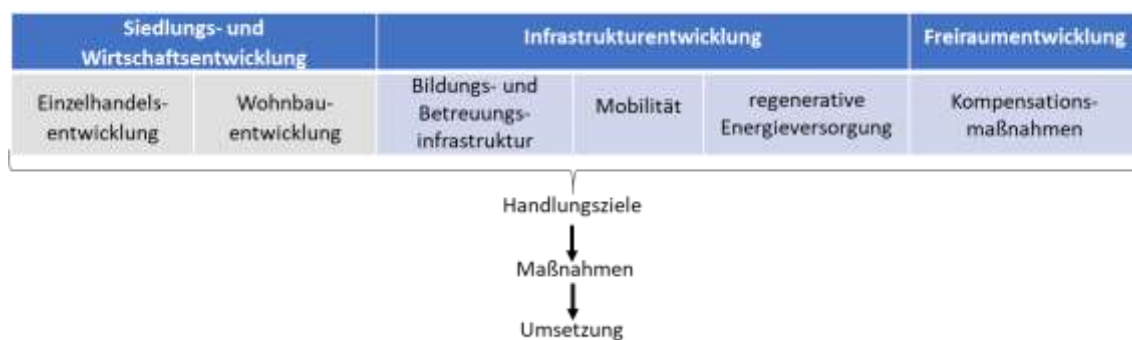 Siedlungs- und
Wirtschaftsentwicklung
Infrastrukturentwicklung
Freiraumentwicklung
Einzelhandels-
entwicklung
Wohnbau-
entwicklung
Bildungs- und
Betreuungs-
infrastruktur
Mobilität
regenerative
Energieversorgung
Kompensations-
maßnahmen
Handlungsziele
Maßnahmen
Umsetzung